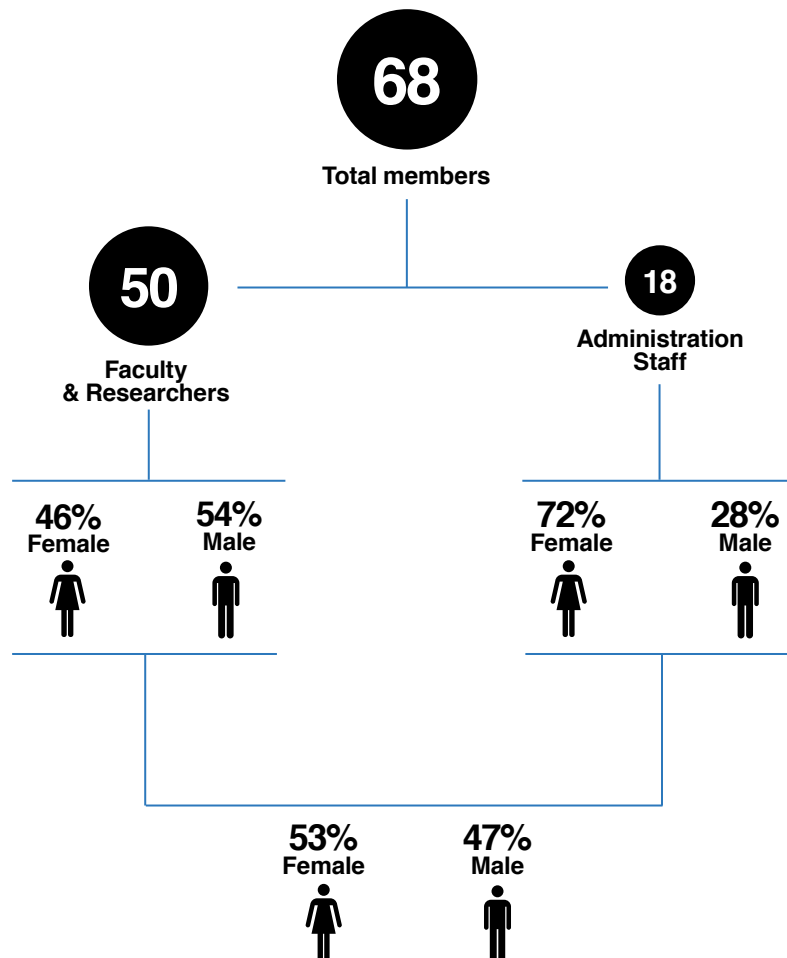 68
Total members
50
Faculty
& Researchers
18
Administration
Staff
46%
Female
54%
Male
72%
Female
28%
Male
53%
Female
47%
Male